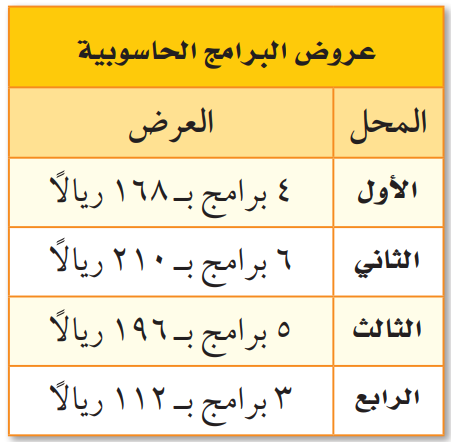 عروض البرامج الحاسوبية
المحل العرض
الأول ٤ برامج بـ ١٦٨ ريالاً
الثاني ٦ برامج بـ ٢١٠ ريالاً
الثالث ٥ برامج بـ ١٩٦ ريالاً
الرابع ٣ برامج بـ ١١٢ ريالاً